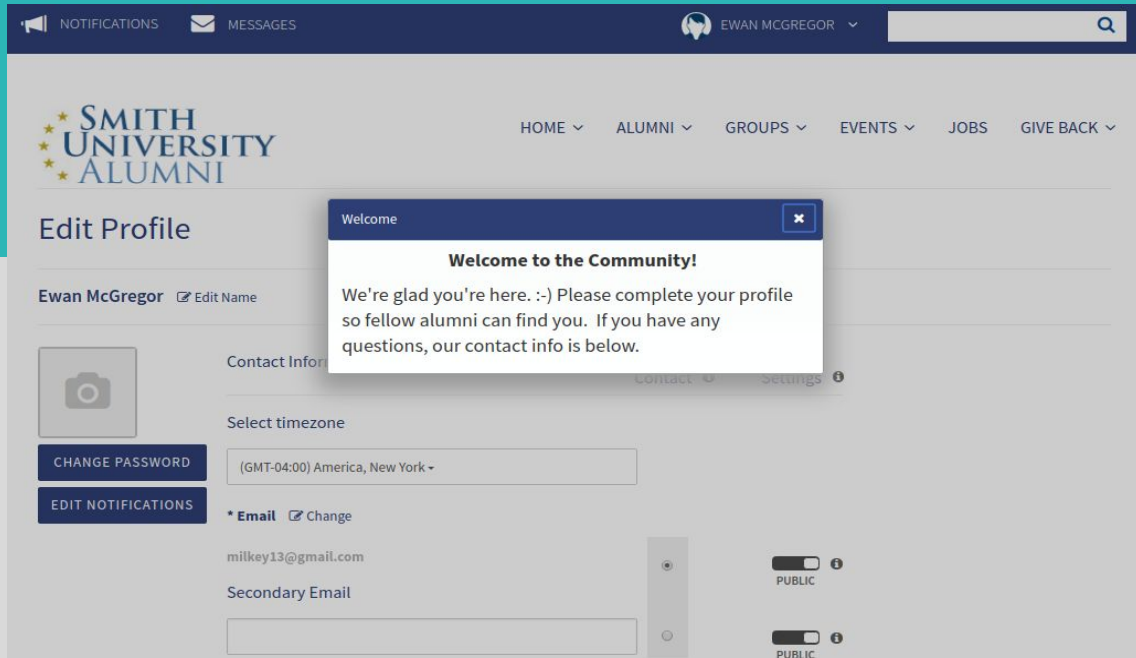 NOTIFICATIONS MESSAGES EWAN MCGREGOR
SMITH
UNIVERSITY
ALUMNI
HOME ALUMNI GROUPS EVENTS JOBS GIVE BACK
Edit Profile
Welcome
Welcome to the Community!
We're glad you're here. :-) Please complete your profile
so fellow alumni can find you. If you have any
questions, our contact info is below.
Ewan McGregor Edit Name
Contact Settings
Select timezone
CHANGE PASSWORD
(GMT-04:00) America, New York
EDIT NOTIFICATIONS
* Email Change
milkey13@gmail.com
PUBLIC
Secondary Email
PUBLIC